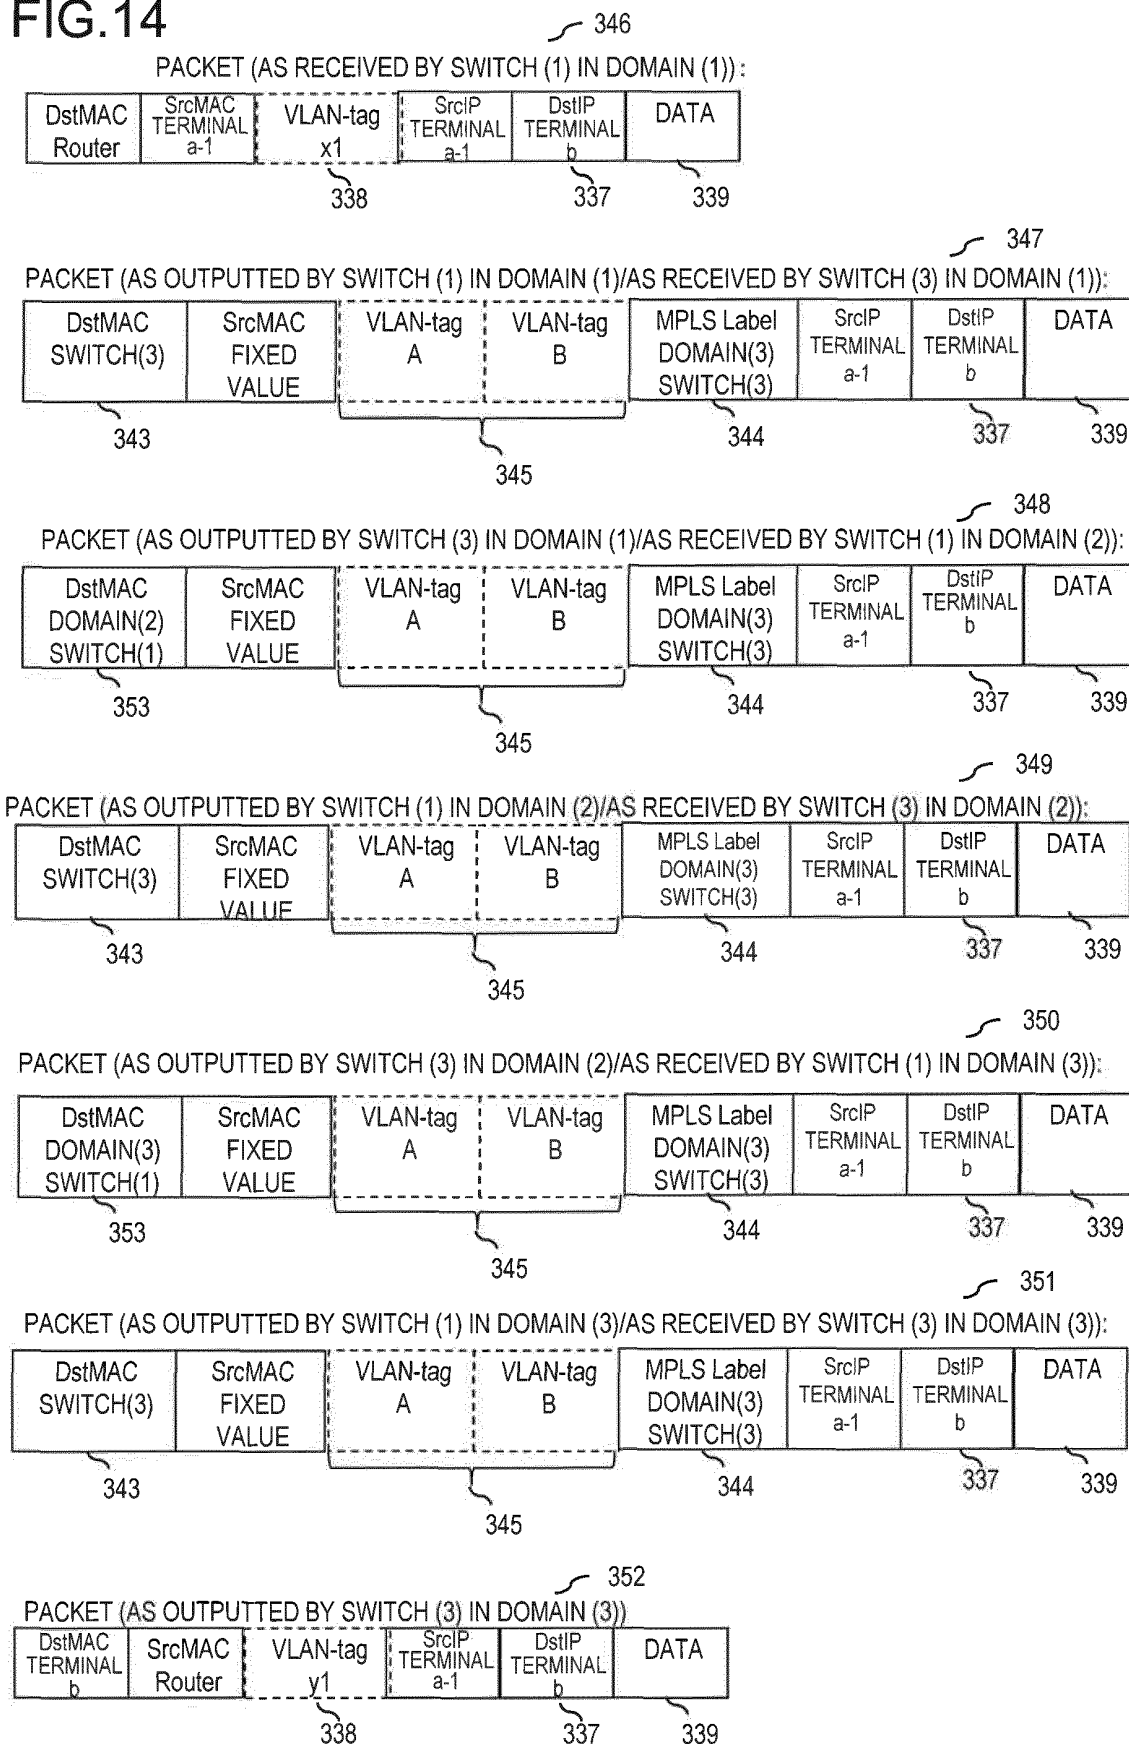 FIG.14
346
PACKET (AS RECEIVED BY SWITCH (1) IN DOMAIN (1)):
DstMAC Router
SrcMAC TERMINAL a-1
VLAN-tag x1
SrcIP TERMINAL a-1
DstIP TERMINAL b
DATA
338
337
339
347
PACKET (AS OUTPUTTED BY SWITCH (1) IN DOMAIN (1)/AS RECEIVED BY SWITCH (3) IN DOMAIN (1)):
DstMAC SWITCH(3)
SrcMAC FIXED VALUE
VLAN-tag A
VLAN-tag B
MPLS Label DOMAIN(3) SWITCH(3)
SrcIP TERMINAL a-1
DstIP TERMINAL b
DATA
343
345
344
337
339
348
PACKET (AS OUTPUTTED BY SWITCH (3) IN DOMAIN (1)/AS RECEIVED BY SWITCH (1) IN DOMAIN (2)):
DstMAC DOMAIN(2) SWITCH(1)
SrcMAC FIXED VALUE
VLAN-tag A
VLAN-tag B
MPLS Label DOMAIN(3) SWITCH(3)
SrcIP TERMINAL a-1
DstIP TERMINAL b
DATA
353
345
344
337
339
349
PACKET (AS OUTPUTTED BY SWITCH (1) IN DOMAIN (2)/AS RECEIVED BY SWITCH (3) IN DOMAIN (2)):
DstMAC SWITCH(3)
SrcMAC FIXED VALUE
VLAN-tag A
VLAN-tag B
MPLS Label DOMAIN(3) SWITCH(3)
SrcIP TERMINAL a-1
DstIP TERMINAL b
DATA
343
345
344
337
339
350
PACKET (AS OUTPUTTED BY SWITCH (3) IN DOMAIN (2)/AS RECEIVED BY SWITCH (1) IN DOMAIN (3)):
DstMAC DOMAIN(3) SWITCH(1)
SrcMAC FIXED VALUE
VLAN-tag A
VLAN-tag B
MPLS Label DOMAIN(3) SWITCH(3)
SrcIP TERMINAL a-1
DstIP TERMINAL b
DATA
353
345
344
337
339
351
PACKET (AS OUTPUTTED BY SWITCH (1) IN DOMAIN (3)/AS RECEIVED BY SWITCH (3) IN DOMAIN (3)):
DstMAC SWITCH(3)
SrcMAC FIXED VALUE
VLAN-tag A
VLAN-tag B
MPLS Label DOMAIN(3) SWITCH(3)
SrcIP TERMINAL a-1
DstIP TERMINAL b
DATA
343
345
344
337
339
352
PACKET (AS OUTPUTTED BY SWITCH (3) IN DOMAIN (3))
DstMAC TERMINAL b
SrcMAC Router
VLAN-tag y1
SrcIP TERMINAL a-1
DstIP TERMINAL b
DATA
338
337
339